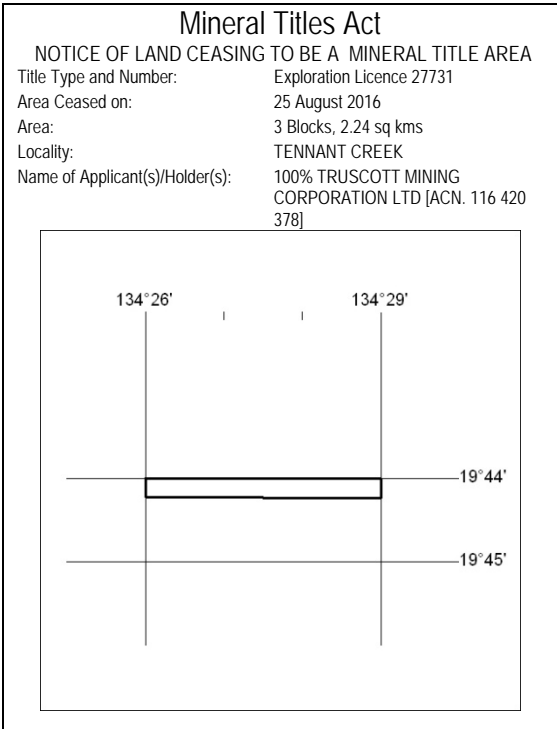 Mineral Titles Act
NOTICE OF LAND CEASING TO BE A MINERAL TITLE AREA
Title Type and Number: Exploration Licence 27731
Area Ceased on: 25 August 2016
Area: 3 Blocks, 2.24 sq kms
Locality: TENNANT CREEK
Name of Applicant(s)/Holder(s): 100% TRUSCOTT MINING
CORPORATION LTD [ACN. 116 420
378]
134°26' 134°29'
19°44'
19°45'